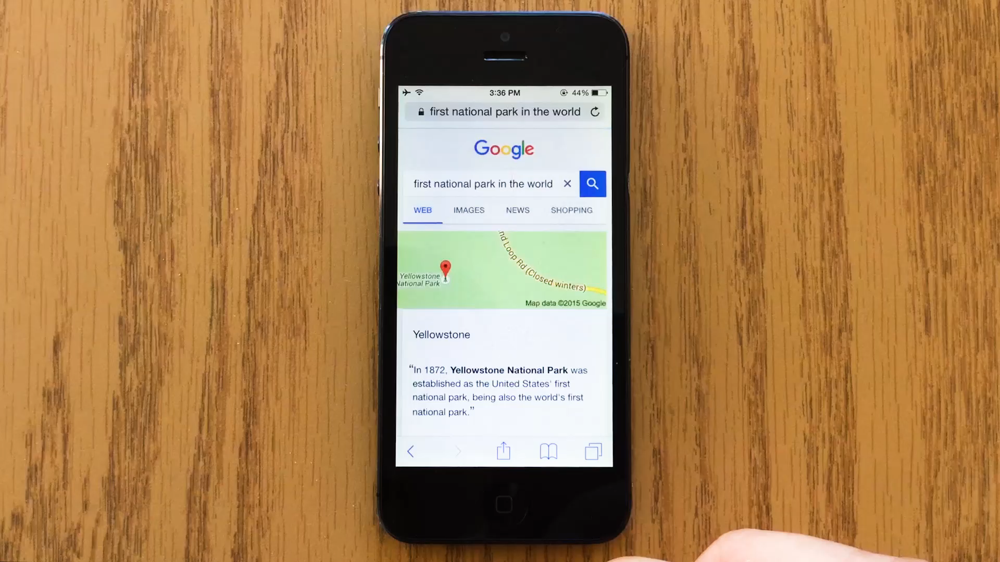 3:36 PM
44%
first national park in the world
Google
first national park in the world
WEB IMAGES NEWS SHOPPING
nd Loop Rd (Closed winters)
Yellowstone
National Park
Map data ©2015 Google
Yellowstone
“In 1872, Yellowstone National Park was
established as the United States' first
national park, being also the world's first
national park.”